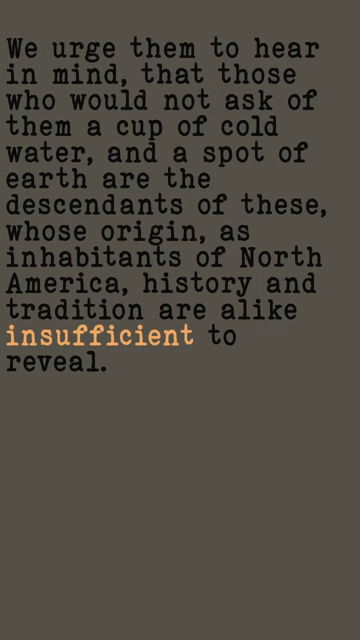 We urge them to hear
in mind, that those
who would not ask of
them a cup of cold
water, and a spot of
earth are the
descendants of these,
whose origin, as
inhabitants of North
America, history and
tradition are alike
insufficient to
reveal.